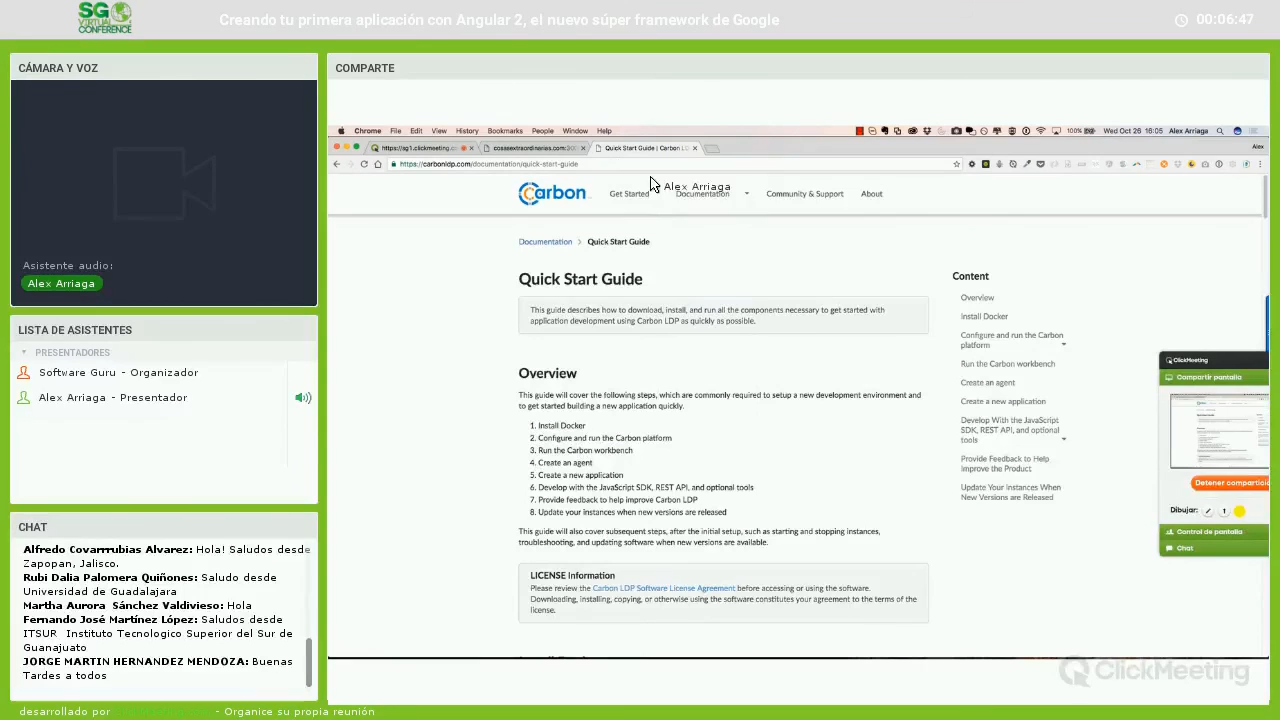 SG VIRTUAL CONFERENCE
Creando tu primera aplicación con Angular 2, el nuevo súper framework de Google
00:06:47
CÁMARA Y VOZ
Asistente audio:
Alex Arriaga
LISTA DE ASISTENTES
PRESENTADORES
Software Guru - Organizador
Alex Arriaga - Presentador
CHAT
Alfredo Covarrrubias Alvarez: Hola! Saludos desde
Zapopan, Jalisco.
Rubi Dalia Palomera Quiñones: Saludo desde
Universidad de Guadalajara
Martha Aurora Sánchez Valdivieso: Hola
Fernando José Martínez López: Saludos desde
ITSUR Instituto Tecnologico Superior del Sur de
Guanajuato
JORGE MARTIN HERNANDEZ MENDOZA: Buenas
Tardes a todos
desarrollado por - Organice su propia reunión
COMPARTE
Chrome File Edit View History Bookmarks People Window Help
100% Wed Oct 26 16:05 Alex Arriaga
https://sg1.clickmeeting.c
cosasextraordinarias.com:300
Quick Start Guide | Carbon LD
Alex
https://carbonldp.com/documentation/quick-start-guide
Alex Arriaga
Carbon
Get Started
Documentation
Community & Support
About
Documentation > Quick Start Guide
Quick Start Guide
This guide describes how to download, install, and run all the components necessary to get started with
application development using Carbon LDP as quickly as possible.
Overview
This guide will cover the following steps, which are commonly required to setup a new development environment and
to get started building a new application quickly.
1. Install Docker
2. Configure and run the Carbon platform
3. Run the Carbon workbench
4. Create an agent
5. Create a new application
6. Develop with the JavaScript SDK, REST API, and optional tools
7. Provide feedback to help improve Carbon LDP
8. Update your instances when new versions are released
This guide will also cover subsequent steps, after the initial setup, such as starting and stopping instances,
troubleshooting, and updating software when new versions are available.
LICENSE Information
Please review the Carbon LDP Software License Agreement before accessing or using the software.
Downloading, installing, copying, or otherwise using the software constitutes your agreement to the terms of the
license.
Content
Overview
Install Docker
Configure and run the Carbon
platform
Run the Carbon workbench
Create an agent
Create a new application
Develop With the JavaScript
SDK, REST API, and optional
tools
Provide Feedback to Help
Improve the Product
Update Your Instances When
New Versions are Released
ClickMeeting
Compartir pantalla
Detener compartició
Dibujar:
Control de pantalla
Chat
ClickMeeting